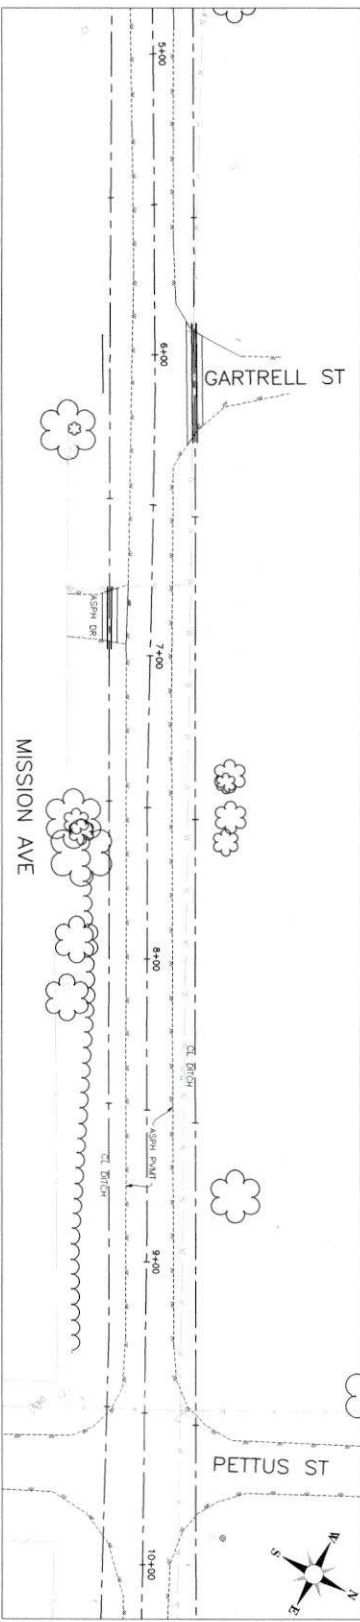 5+00
6+00
GARTRELL ST
ASPH DR
7+00
MISSION AVE
8+00
CL DITCH
ASPH PVMT
CL DITCH
9+00
PETTUS ST
10+00
N
W
S
E